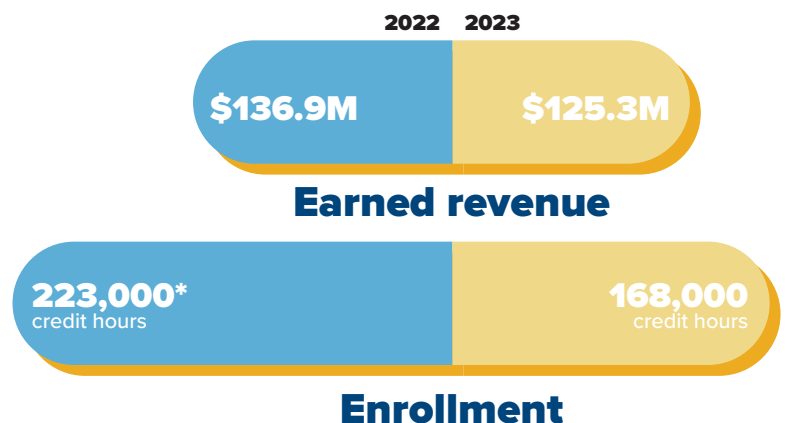 2022 2023
$136.9M $125.3M
Earned revenue
223,000* 168,000
credit hours credit hours
Enrollment